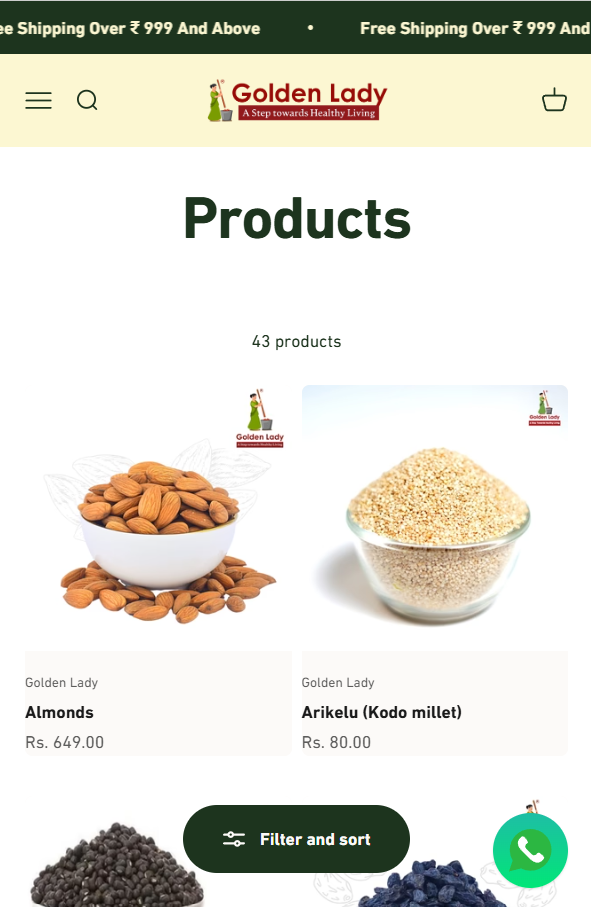 ee Shipping Over ₹ 999 And Above • Free Shipping Over ₹ 999 And
Golden Lady
A Step towards Healthy Living
Products
43 products
Golden Lady
Golden Lady
Almonds
Rs. 649.00
Golden Lady
Golden Lady
Arikelu (Kodo millet)
Rs. 80.00
Filter and sort